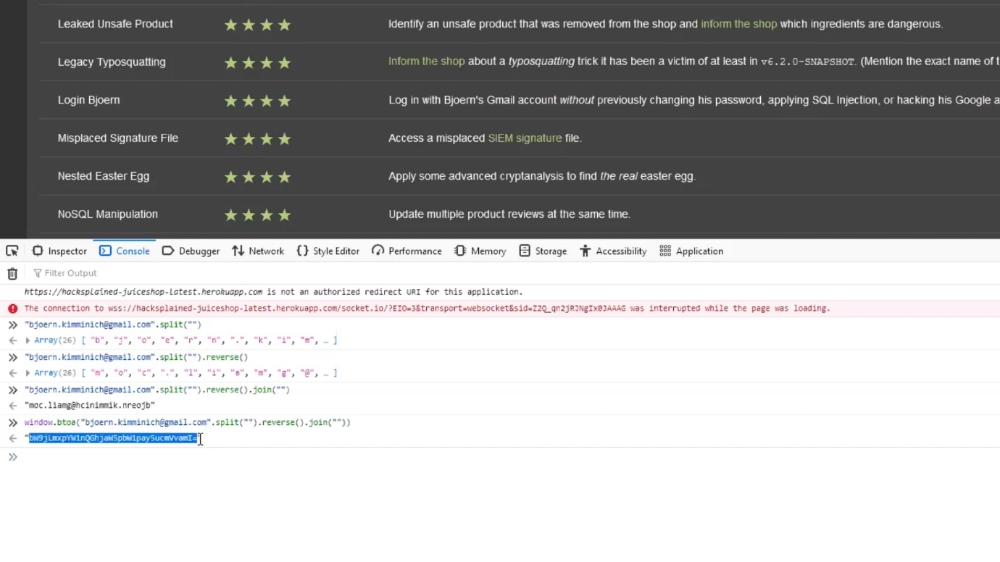 Leaked Unsafe Product ★ ★ ★ ★ Identify an unsafe product that was removed from the shop and inform the shop which ingredients are dangerous.
Legacy Typosquatting ★ ★ ★ ★ Inform the shop about a typosquatting trick it has been a victim of at least in v6.2.0-SNAPSHOT. (Mention the exact name of t
Login Bjoern ★ ★ ★ ★ Log in with Bjoern's Gmail account without previously changing his password, applying SQL Injection, or hacking his Google a
Misplaced Signature File ★ ★ ★ ★ Access a misplaced SIEM signature file.
Nested Easter Egg ★ ★ ★ ★ Apply some advanced cryptanalysis to find the real easter egg.
NoSQL Manipulation ★ ★ ★ ★ Update multiple product reviews at the same time.
Inspector Console Debugger Network Style Editor Performance Memory Storage Accessibility Application
Filter Output
https://hacksplained-juiceshop-latest.herokuapp.com is not an authorized redirect URI for this application.
The connection to wss://hacksplained-juiceshop-latest.herokuapp.com/socket.io/?EIO=3&transport=websocket&sid=Z2Q_qn2jRJNgIx0JAAAG was interrupted while the page was loading.
"bjoern.kimminich@gmail.com".split("")
Array(26) [ "b", "j", "o", "e", "r", "n", ".", "k", "i", "m", … ]
"bjoern.kimminich@gmail.com".split("").reverse()
Array(26) [ "m", "o", "c", ".", "l", "i", "a", "m", "g", "@", … ]
"bjoern.kimminich@gmail.com".split("").reverse().join("")
"moc.liamg@hcinimmik.nreojb"
window.btoa("bjoern.kimminich@gmail.com".split("").reverse().join(""))
"bW9jLmxpYW1nQGhjaW5pbW1pay5ucmVvamI="